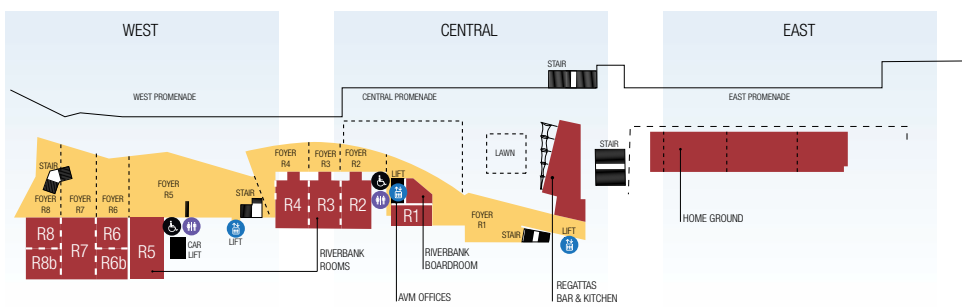 WEST
CENTRAL
EAST
STAIR
WEST PROMENADE
CENTRAL PROMENADE
EAST PROMENADE
STAIR
FOYER
R8
FOYER
R7
FOYER
R6
FOYER
R5
STAIR
FOYER
R4
FOYER
R3
FOYER
R2
LIFT
LAWN
STAIR
R8
R8b
R7
R6
R6b
R5
CAR
LIFT
LIFT
R4
R3
R2
R1
FOYER
R1
STAIR
LIFT
HOME GROUND
RIVERBANK
ROOMS
RIVERBANK
BOARDROOM
AVM OFFICES
REGATTAS
BAR & KITCHEN